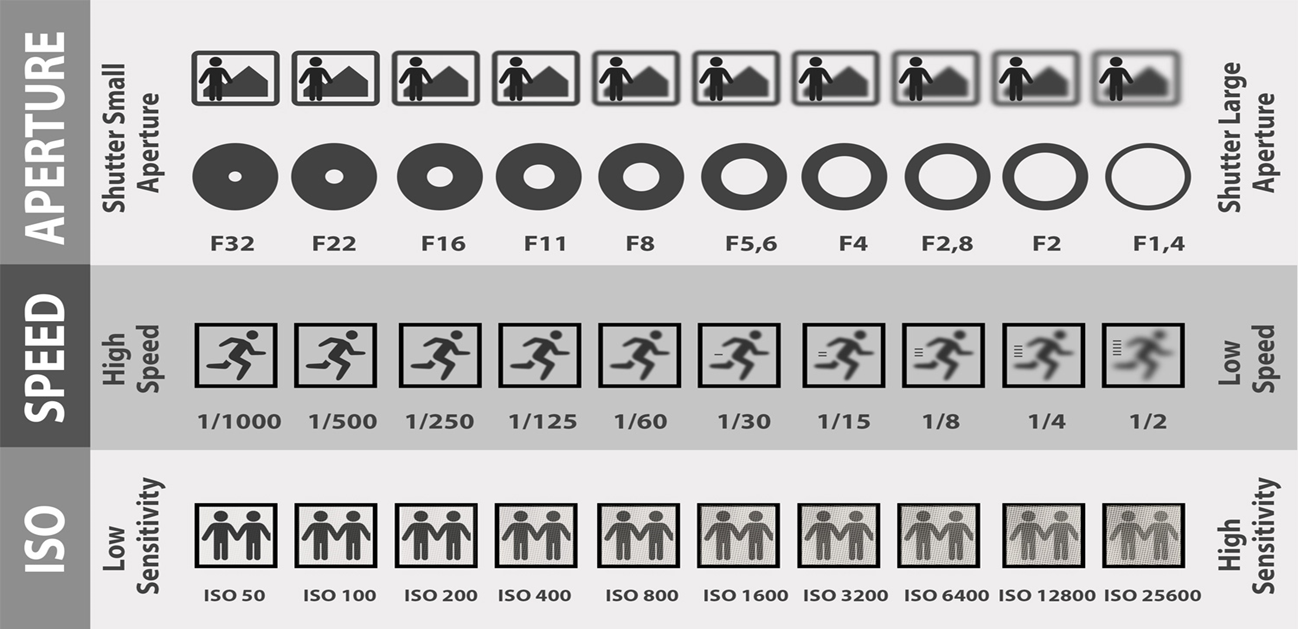 APERTURE
Shutter Small
Aperture
F32 F22 F16 F11 F8 F5,6 F4 F2,8 F2 F1,4
Shutter Large
Aperture
SPEED
High
Speed
1/1000 1/500 1/250 1/125 1/60 1/30 1/15 1/8 1/4 1/2
Low
Speed
ISO
Low
Sensitivity
ISO 50 ISO 100 ISO 200 ISO 400 ISO 800 ISO 1600 ISO 3200 ISO 6400 ISO 12800 ISO 25600
High
Sensitivity